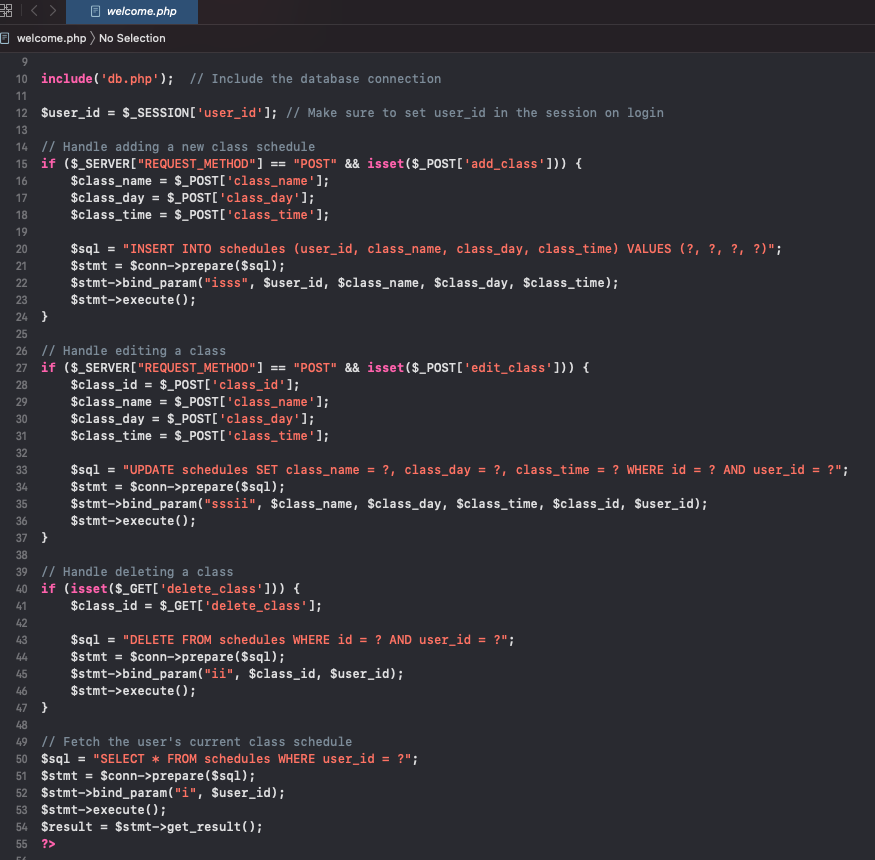 welcome.php
welcome.php > No Selection
9
10 include('db.php');  // Include the database connection
11
12 $user_id = $_SESSION['user_id']; // Make sure to set user_id in the session on login
13
14 // Handle adding a new class schedule
15 if ($_SERVER["REQUEST_METHOD"] == "POST" && isset($_POST['add_class'])) {
16     $class_name = $_POST['class_name'];
17     $class_day = $_POST['class_day'];
18     $class_time = $_POST['class_time'];
19
20     $sql = "INSERT INTO schedules (user_id, class_name, class_day, class_time) VALUES (?, ?, ?, ?)";
21     $stmt = $conn->prepare($sql);
22     $stmt->bind_param("isss", $user_id, $class_name, $class_day, $class_time);
23     $stmt->execute();
24 }
25
26 // Handle editing a class
27 if ($_SERVER["REQUEST_METHOD"] == "POST" && isset($_POST['edit_class'])) {
28     $class_id = $_POST['class_id'];
29     $class_name = $_POST['class_name'];
30     $class_day = $_POST['class_day'];
31     $class_time = $_POST['class_time'];
32
33     $sql = "UPDATE schedules SET class_name = ?, class_day = ?, class_time = ? WHERE id = ? AND user_id = ?";
34     $stmt = $conn->prepare($sql);
35     $stmt->bind_param("sssii", $class_name, $class_day, $class_time, $class_id, $user_id);
36     $stmt->execute();
37 }
38
39 // Handle deleting a class
40 if (isset($_GET['delete_class'])) {
41     $class_id = $_GET['delete_class'];
42
43     $sql = "DELETE FROM schedules WHERE id = ? AND user_id = ?";
44     $stmt = $conn->prepare($sql);
45     $stmt->bind_param("ii", $class_id, $user_id);
46     $stmt->execute();
47 }
48
49 // Fetch the user's current class schedule
50 $sql = "SELECT * FROM schedules WHERE user_id = ?";
51 $stmt = $conn->prepare($sql);
52 $stmt->bind_param("i", $user_id);
53 $stmt->execute();
54 $result = $stmt->get_result();
55 ?>